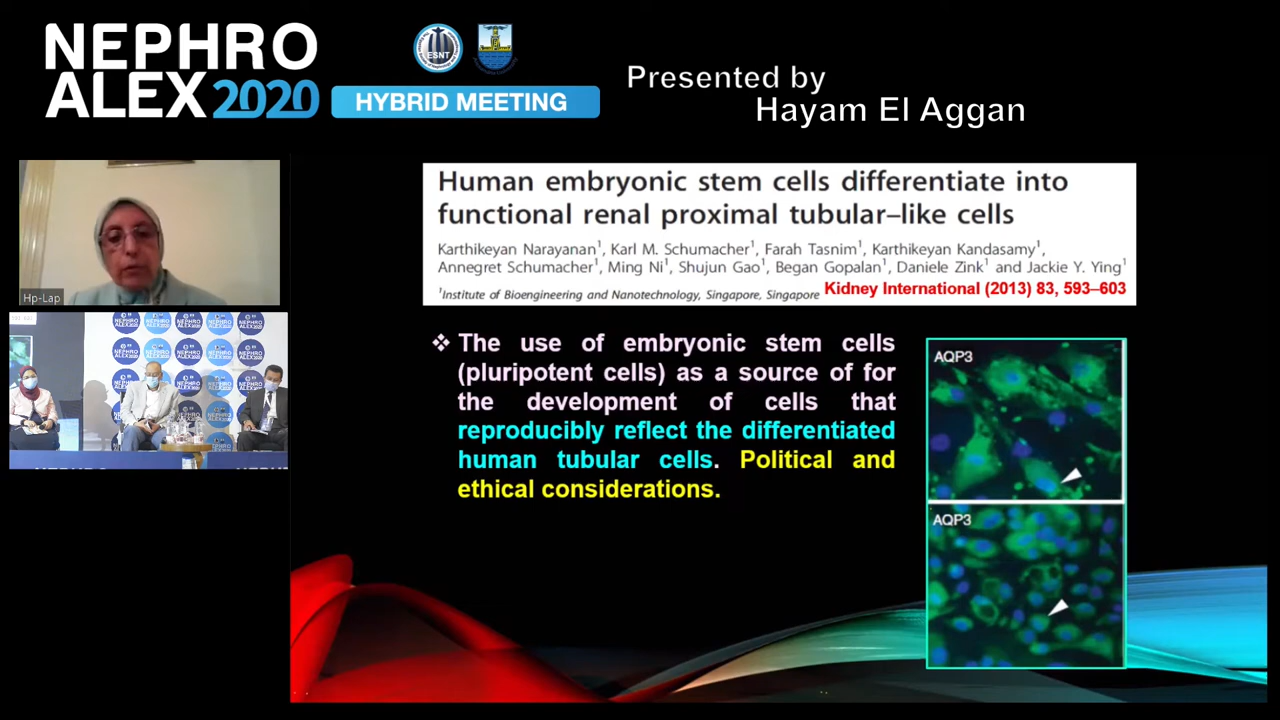 NEPHRO
ALEX2020
ESNT
HYBRID MEETING
Presented by
Hayam El Aggan
Hp-Lap
Human embryonic stem cells differentiate into
functional renal proximal tubular–like cells
Karthikeyan Narayanan¹, Karl M. Schumacher¹, Farah Tasnim¹, Karthikeyan Kandasamy¹,
Annegret Schumacher¹, Ming Ni¹, Shujun Gao¹, Began Gopalan¹, Daniele Zink¹ and Jackie Y. Ying¹
¹Institute of Bioengineering and Nanotechnology, Singapore, Singapore Kidney International (2013) 83, 593–603
❖ The use of embryonic stem cells
(pluripotent cells) as a source of for
the development of cells that
reproducibly reflect the differentiated
human tubular cells. Political and
ethical considerations.
AQP3
AQP3